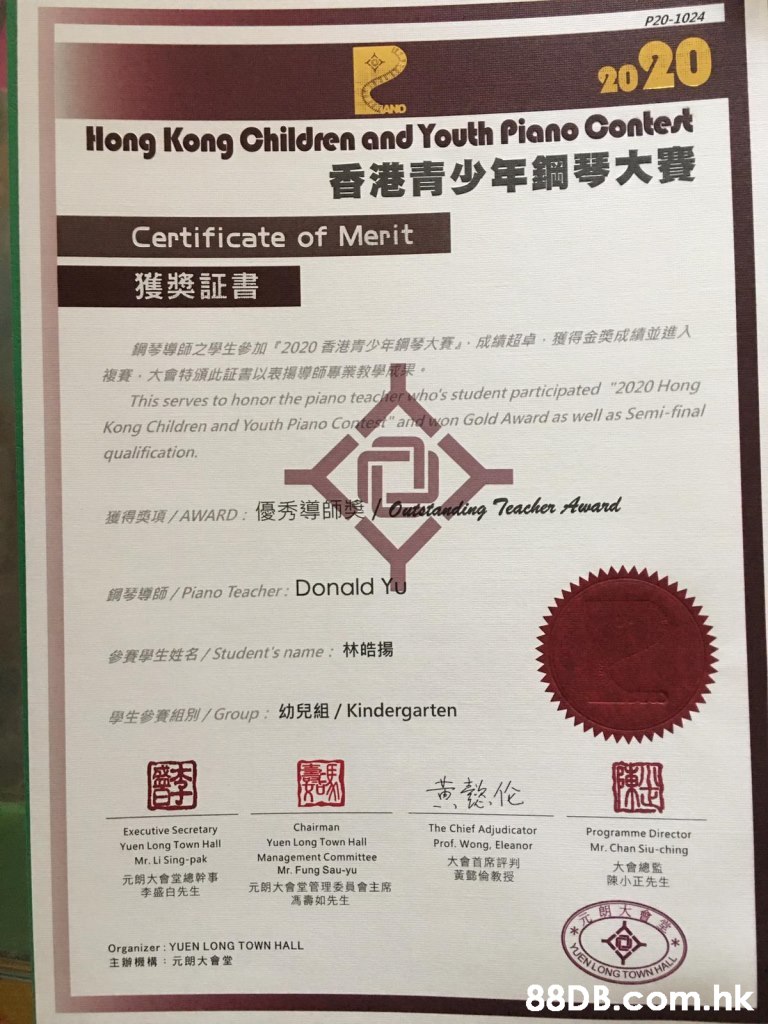 P20-1024
2020
PIANO
Hong Kong Children and Youth Piano Contest
香港青少年鋼琴大賽
Certificate of Merit
獲獎証書
鋼琴導師之學生參加『2020 香港青少年鋼琴大賽』，成績超卓，獲得金獎成績並進入
複賽，大會特頒此証書以表揚導師專業教學成果。
This serves to honor the piano teacher who's student participated "2020 Hong
Kong Children and Youth Piano Contest" and won Gold Award as well as Semi-final
qualification.
獲得獎項 / AWARD : 優秀導師獎 / Outstanding Teacher Award
鋼琴導師 / Piano Teacher : Donald Yu
參賽學生姓名 / Student's name : 林皓揚
學生參賽組別 / Group : 幼兒組 / Kindergarten
黃懿伦
Executive Secretary
Yuen Long Town Hall
Mr. Li Sing-pak
元朗大會堂總幹事
李盛白先生
Chairman
Yuen Long Town Hall
Management Committee
Mr. Fung Sau-yu
元朗大會堂管理委員會主席
馮壽如先生
The Chief Adjudicator
Prof. Wong, Eleanor
大會首席評判
黃懿倫教授
Programme Director
Mr. Chan Siu-ching
大會總監
陳小正先生
Organizer : YUEN LONG TOWN HALL
主辦機構 : 元朗大會堂
元朗大會堂
YUEN LONG TOWN HALL
88DB.com.hk